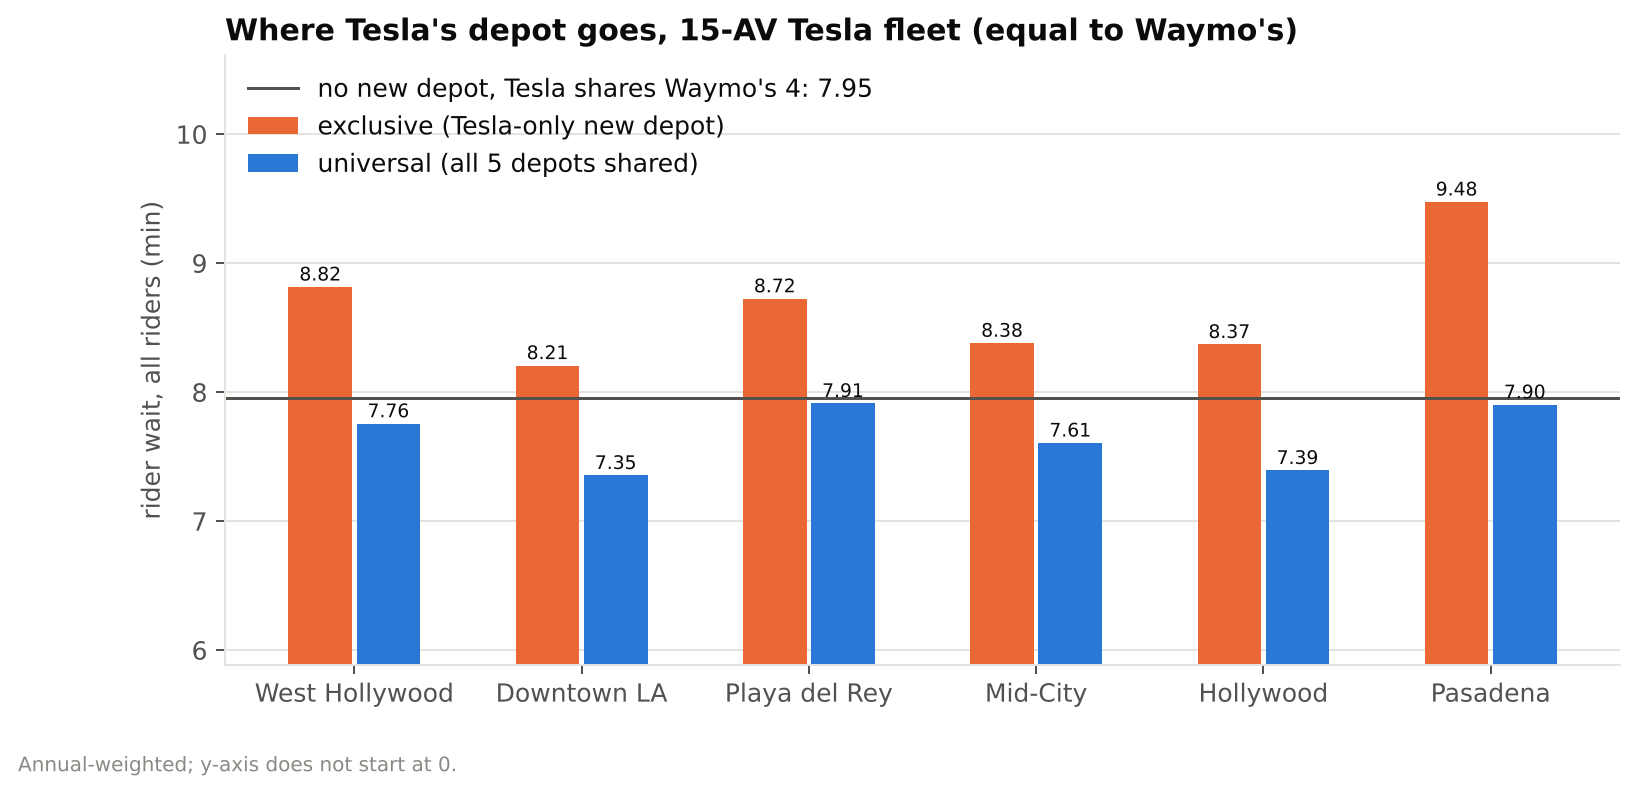 Where Tesla's depot goes, 15-AV Tesla fleet (equal to Waymo's)
no new depot, Tesla shares Waymo's 4: 7.95
exclusive (Tesla-only new depot)
universal (all 5 depots shared)
rider wait, all riders (min)
10
9
8
7
6
8.82
7.76
8.21
7.35
8.72
7.91
8.38
7.61
8.37
7.39
9.48
7.90
West Hollywood
Downtown LA
Playa del Rey
Mid-City
Hollywood
Pasadena
Annual-weighted; y-axis does not start at 0.